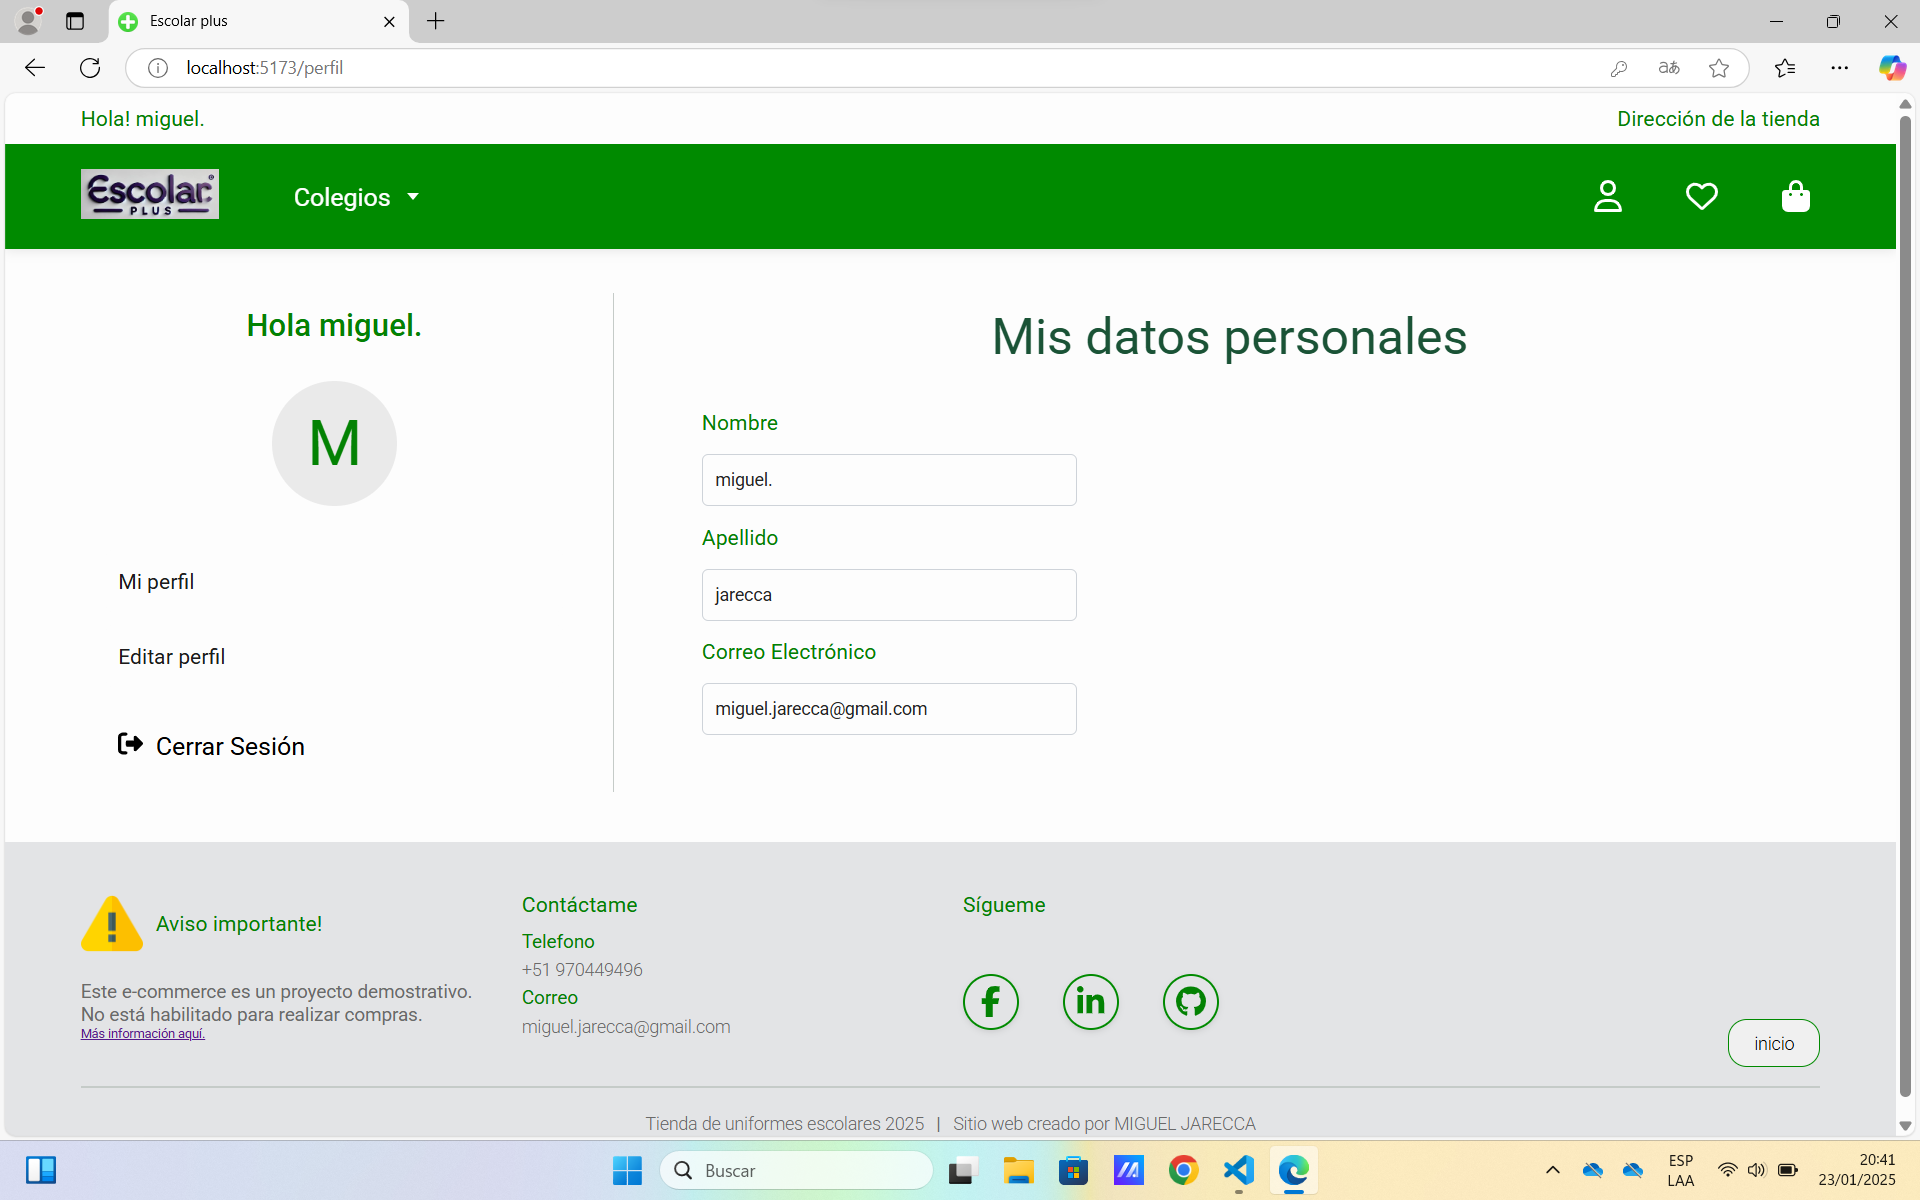 Escolar plus
localhost:5173/perfil
aあ
Hola! miguel.
Dirección de la tienda
Escolar
PLUS
Colegios
Hola miguel.
M
Mi perfil
Editar perfil
Cerrar Sesión
Mis datos personales
Nombre
miguel.
Apellido
jarecca
Correo Electrónico
miguel.jarecca@gmail.com
Aviso importante!
Este e-commerce es un proyecto demostrativo.
No está habilitado para realizar compras.
Más información aquí.
Contáctame
Telefono
+51 970449496
Correo
miguel.jarecca@gmail.com
Sígueme
inicio
Tienda de uniformes escolares 2025 | Sitio web creado por MIGUEL JARECCA
Buscar
ESP
LAA
20:41
23/01/2025